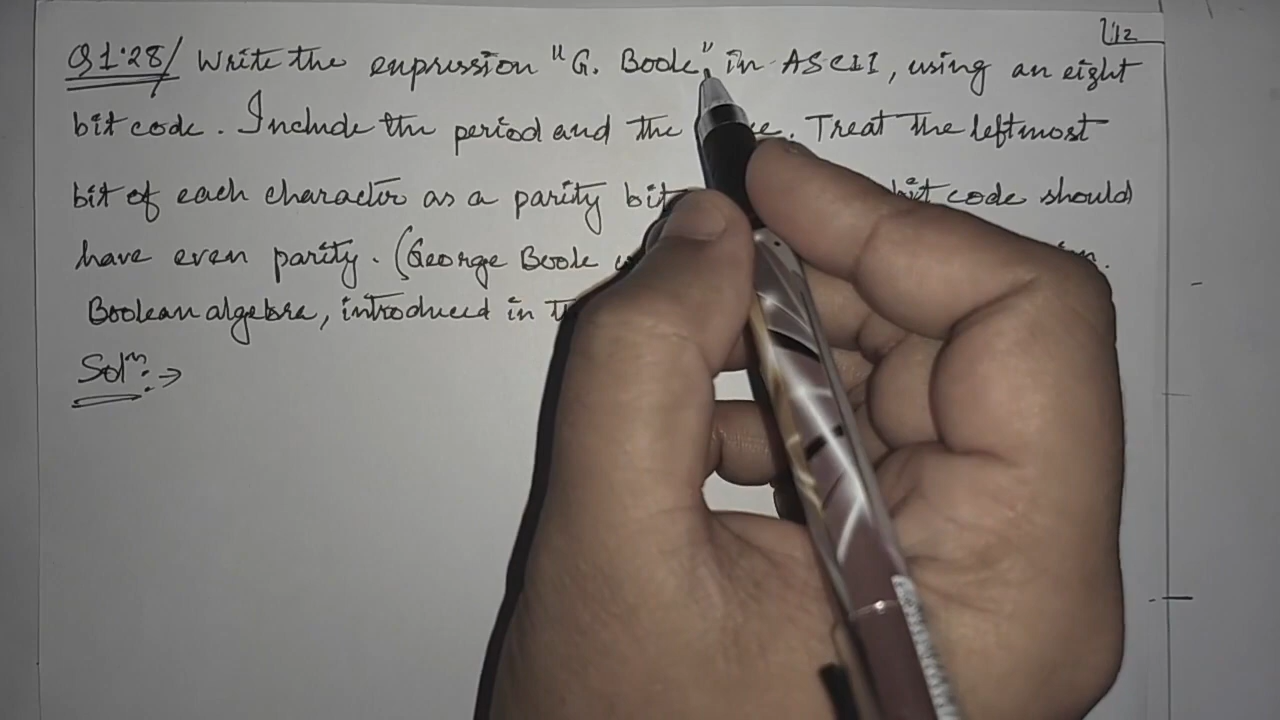 1/12
Q1.28/ Write the expression "G. Boole" in ASCII, using an eight
bit code. Include the period and the Treat the leftmost
bit of each character as a parity bit bit code should
have even parity. (George Boole
Boolean algebra, introduced in
Solⁿ:→